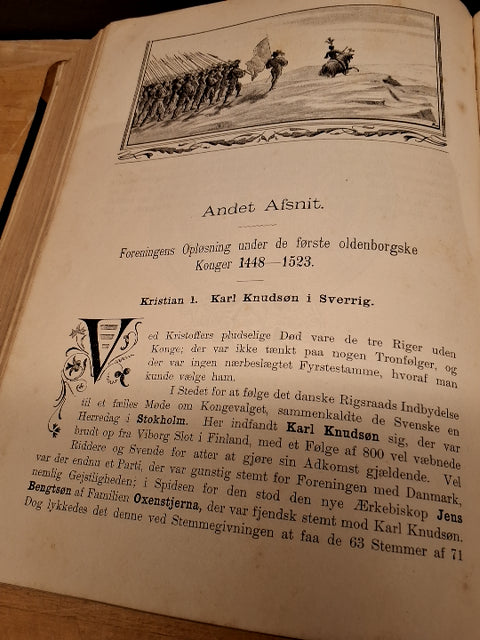 Andet Afsnit.
Foreningens Opløsning under de første oldenborgske
Konger 1448—1523.
Kristian 1. Karl Knudsøn i Sverrig.
Ved Kristoffers pludselige Død vare de tre Riger uden
Konge; der var ikke tænkt paa nogen Tronfølger, og
der var ingen nærbeslægtet Fyrstestamme, hvoraf man
kunde vælge ham.
I Stedet for at følge det danske Rigsraads Indbydelse
til et fælles Møde om Kongevalget, sammenkaldte de Svenske en
Herredag i Stokholm. Her indfandt Karl Knudsøn sig, der var
brudt op fra Viborg Slot i Finland, med et Følge af 800 vel væbnede
Riddere og Svende for atter at gjøre sin Adkomst gjældende. Vel
var der endnu et Parti, der var gunstig stemt for Foreningen med Danmark,
nemlig Gejstligheden; i Spidsen for den stod den nye Ærkebiskop Jens
Bengtsøn af Familien Oxenstjerna, der var fjendsk stemt mod Karl Knudsøn.
Dog lykkedes det denne ved Stemmegivningen at faa de 63 Stemmer af 71